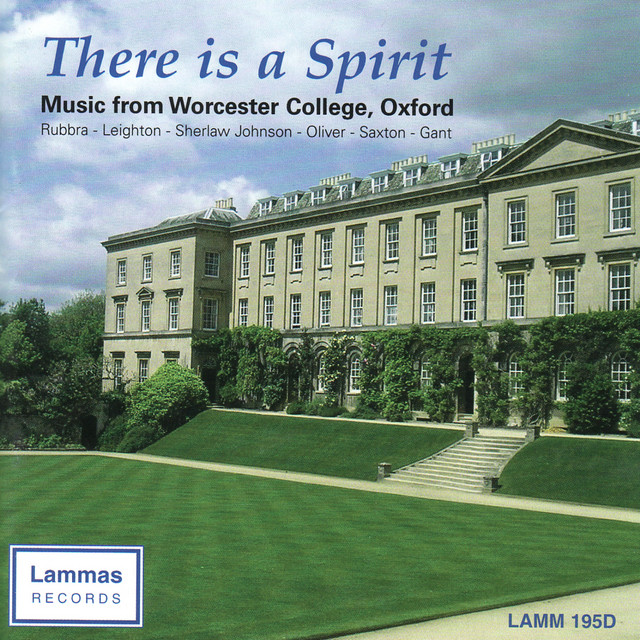 There is a Spirit
Music from Worcester College, Oxford
Rubbra - Leighton - Sherlaw Johnson - Oliver - Saxton - Gant
Lammas
RECORDS
LAMM 195D